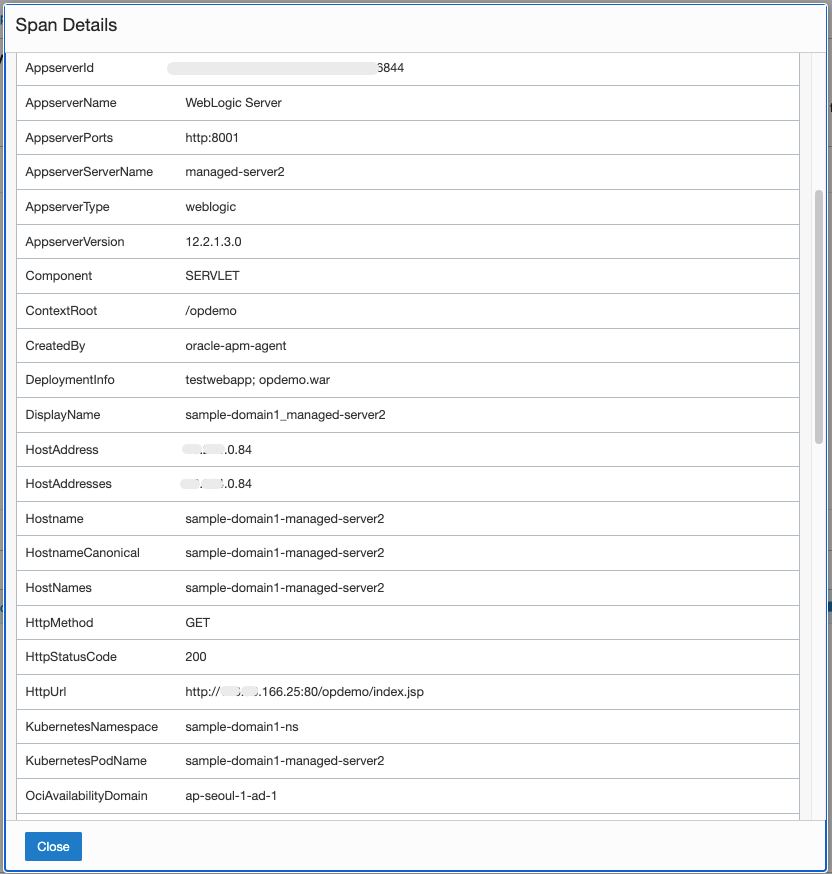 Span Details
AppserverId 6844
AppserverName WebLogic Server
AppserverPorts http:8001
AppserverServerName managed-server2
AppserverType weblogic
AppserverVersion 12.2.1.3.0
Component SERVLET
ContextRoot /opdemo
CreatedBy oracle-apm-agent
DeploymentInfo testwebapp; opdemo.war
DisplayName sample-domain1_managed-server2
HostAddress .0.84
HostAddresses .0.84
Hostname sample-domain1-managed-server2
HostnameCanonical sample-domain1-managed-server2
HostNames sample-domain1-managed-server2
HttpMethod GET
HttpStatusCode 200
HttpUrl http:// .166.25:80/opdemo/index.jsp
KubernetesNamespace sample-domain1-ns
KubernetesPodName sample-domain1-managed-server2
OciAvailabilityDomain ap-seoul-1-ad-1
Close